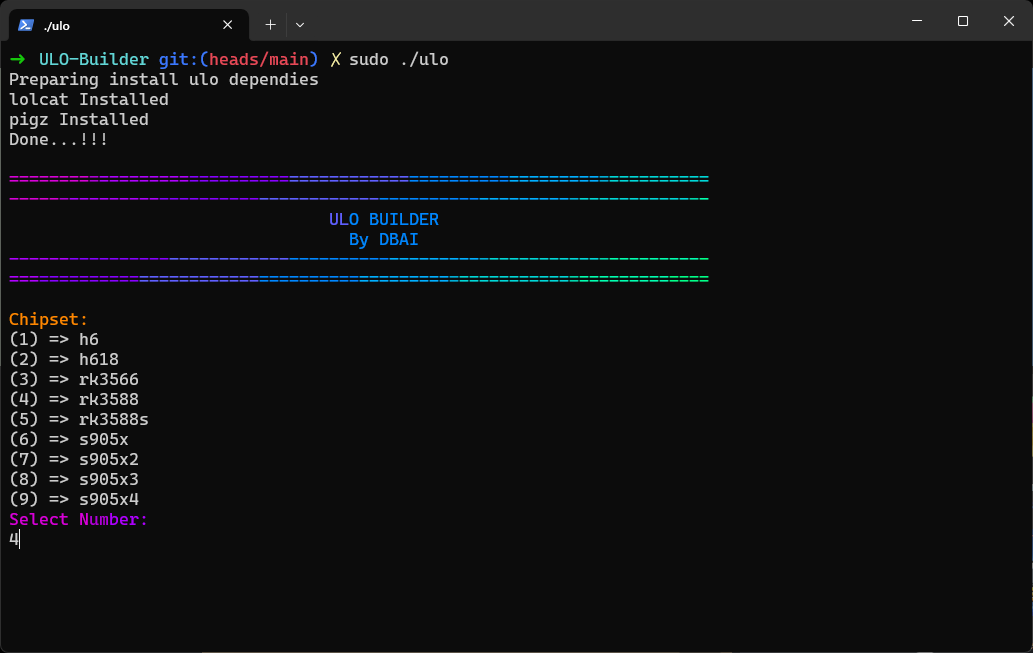 ./ulo
➜ ULO-Builder git:(heads/main) ✗ sudo ./ulo
Preparing install ulo dependies
lolcat Installed
pigz Installed
Done...!!!
======================================================================
----------------------------------------------------------------------
ULO BUILDER
By DBAI
----------------------------------------------------------------------
======================================================================
Chipset:
(1) => h6
(2) => h618
(3) => rk3566
(4) => rk3588
(5) => rk3588s
(6) => s905x
(7) => s905x2
(8) => s905x3
(9) => s905x4
Select Number:
4